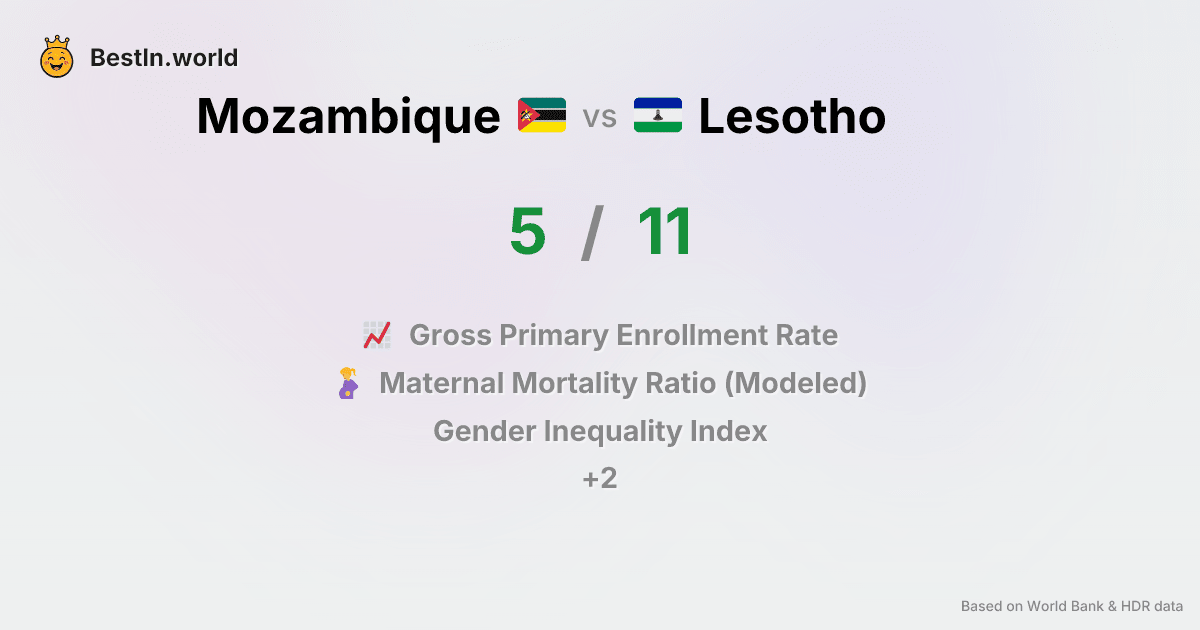 BestIn.world
Mozambique vs Lesotho
5 / 11
Gross Primary Enrollment Rate
Maternal Mortality Ratio (Modeled)
Gender Inequality Index
+2
Based on World Bank & HDR data